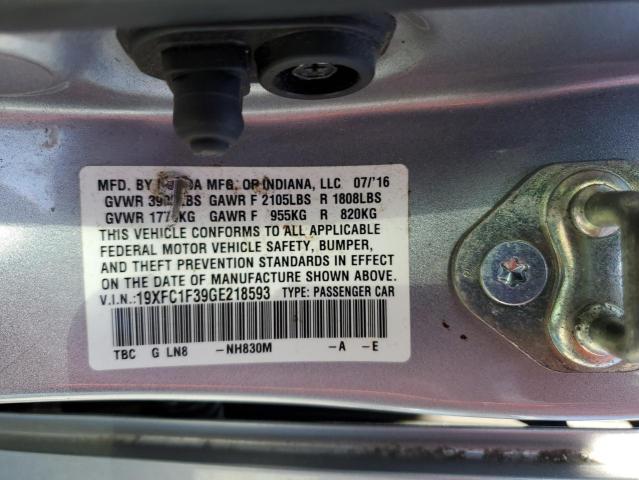 MFD. BY MFG. OF INDIANA, LLC 07/'16
GVWR GAWR F 2105LBS R 1808LBS
GVWR GAWR F 955KG R 820KG
THIS VEHICLE CONFORMS TO ALL APPLICABLE
FEDERAL MOTOR VEHICLE SAFETY, BUMPER,
AND THEFT PREVENTION STANDARDS IN EFFECT
ON THE DATE OF MANUFACTURE SHOWN ABOVE.
V.I.N.:19XFC1F39GE218593 TYPE: PASSENGER CAR
TBC G LN8 -NH830M -A -E